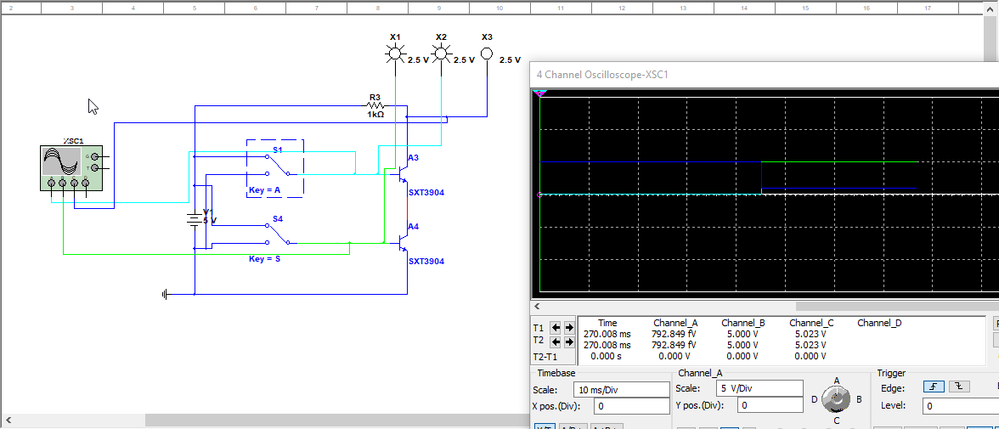 2 3 4 5 6 7 8 9 10 11 12 13 14 15 16 17
X1 X2 X3
2.5 V 2.5 V 2.5 V
4 Channel Oscilloscope-XSC1
R3
1kΩ
XSC1
G
T
A B C D
S1
Key = A
A3
SXT3904
V1
5 V
S4
Key = S
A4
SXT3904
Time Channel_A Channel_B Channel_C Channel_D
T1 270.008 ms 792.849 fV 5.000 V 5.023 V
T2 270.008 ms 792.849 fV 5.000 V 5.023 V
T2-T1 0.000 s 0.000 V 0.000 V 0.000 V
Timebase Channel_A Trigger
Scale: 10 ms/Div Scale: 5 V/Div A Edge:
D B
X pos.(Div): 0 Y pos.(Div): 0 Level: 0
C